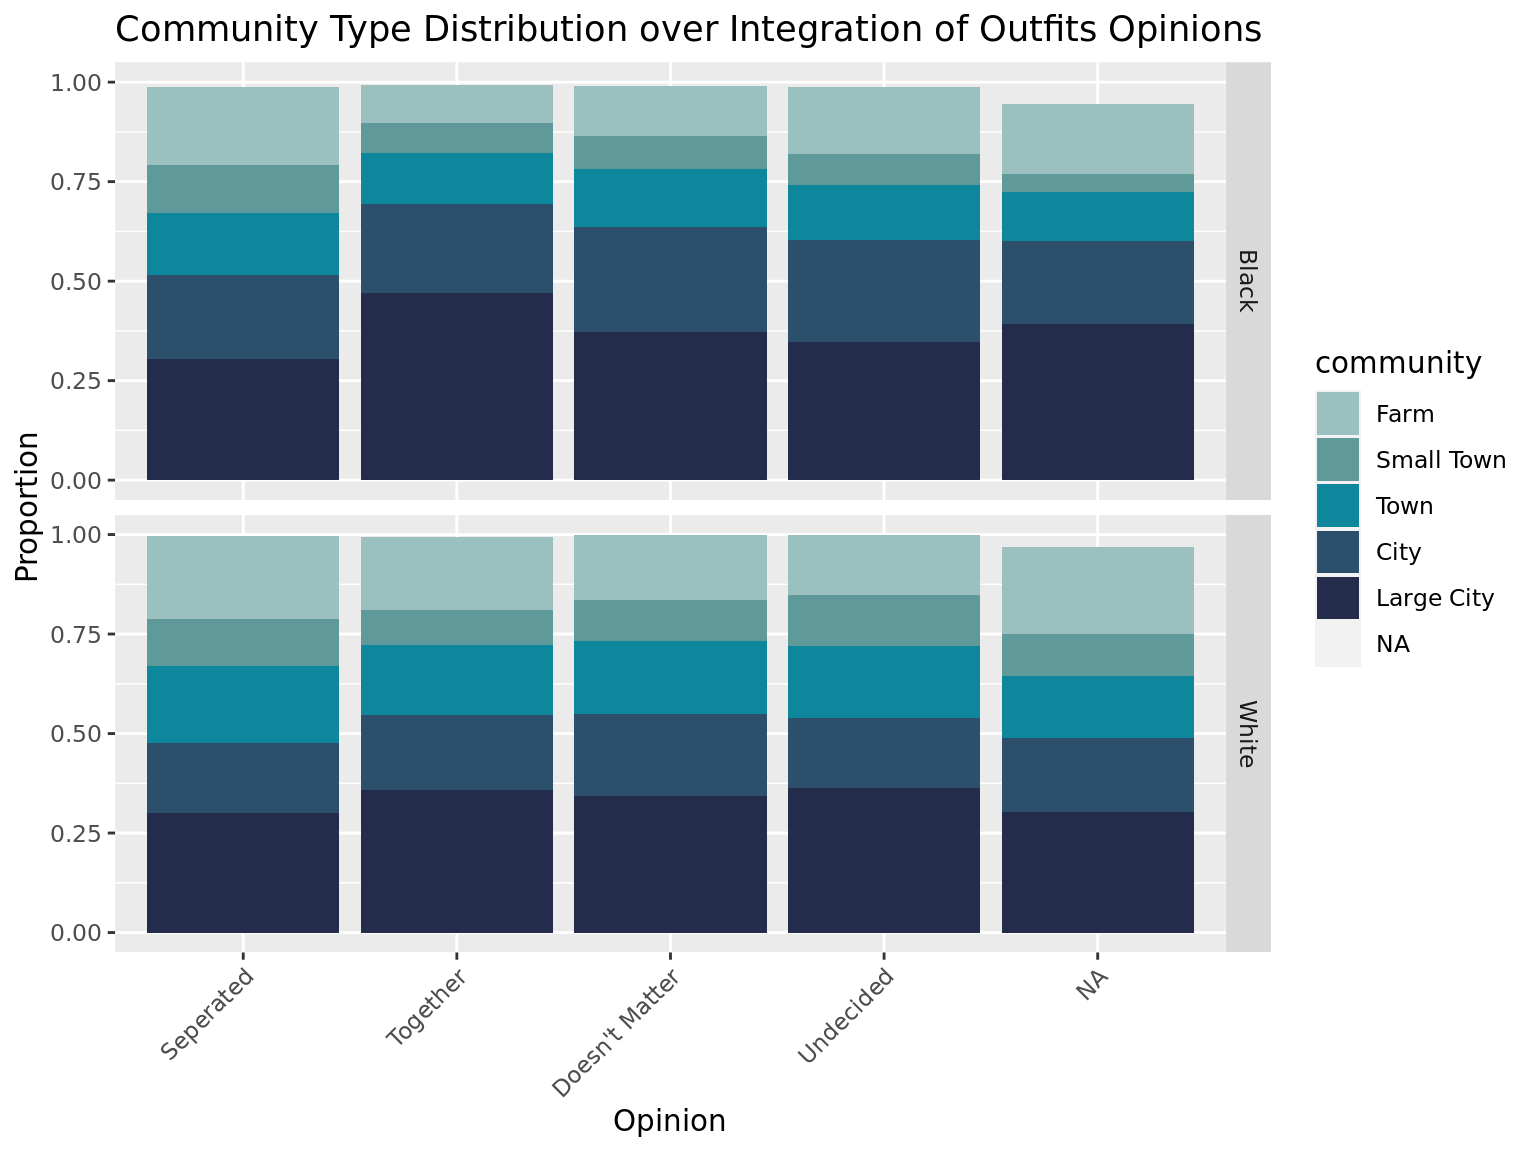 Community Type Distribution over Integration of Outfits Opinions
1.00
0.75
0.50
0.25
0.00
Black
1.00
0.75
0.50
0.25
0.00
White
Proportion
Seperated
Together
Doesn't Matter
Undecided
NA
Opinion
community
Farm
Small Town
Town
City
Large City
NA